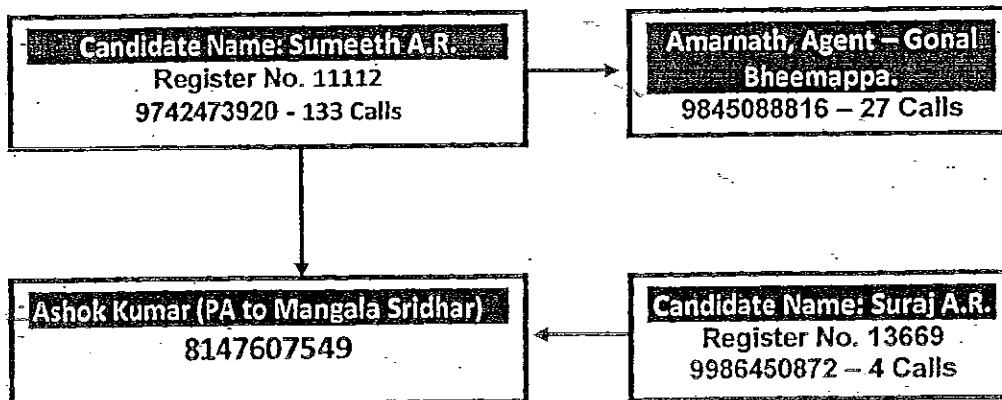 Candidate Name: Sumeeth A.R.
Register No. 11112
9742473920 - 133 Calls
Amarnath, Agent – Gonal
Bheemappa.
9845088816 – 27 Calls
Ashok Kumar (PA to Mangala Sridhar)
8147607549
Candidate Name: Suraj A.R.
Register No. 13669
9986450872 – 4 Calls